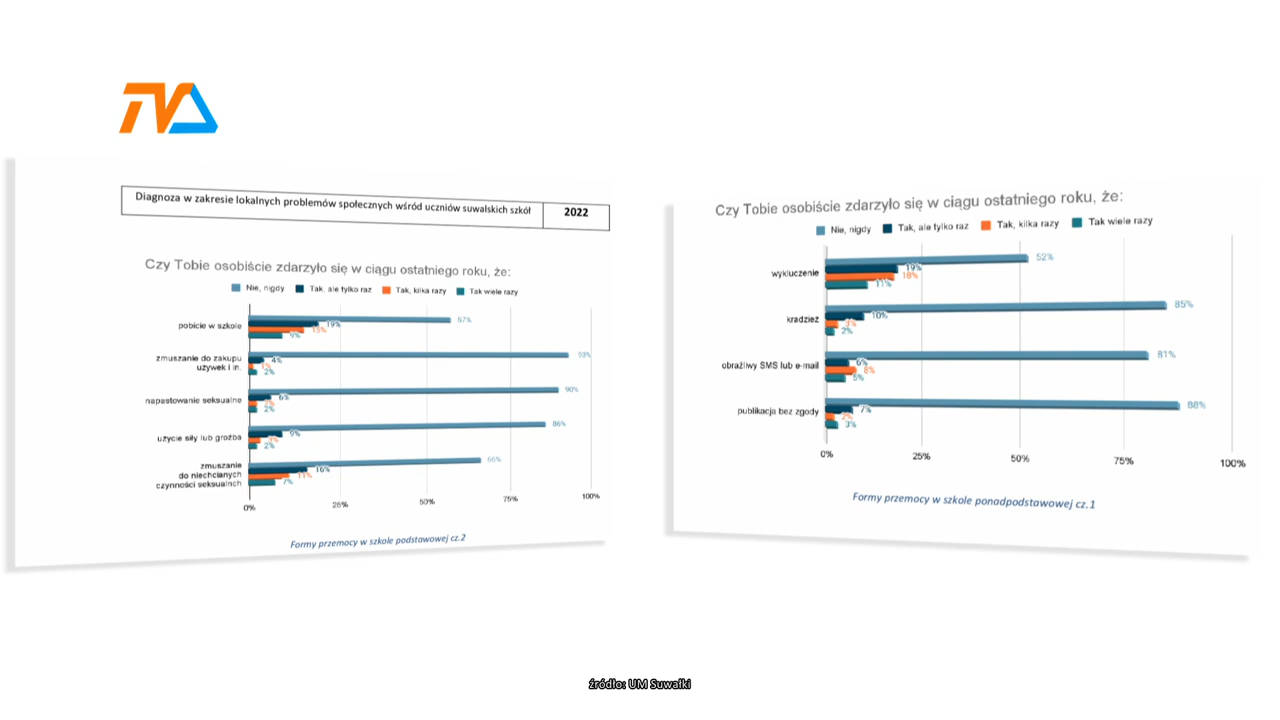 TVA
Diagnoza w zakresie lokalnych problemów społecznych wśród uczniów suwalskich szkół
2022
Czy Tobie osobiście zdarzyło się w ciągu ostatniego roku, że:
Nie, nigdy
Tak, ale tylko raz
Tak, kilka razy
Tak wiele razy
pobicie w szkole
57%
19%
15%
9%
zmuszanie do zakupu
używek i in.
93%
4%
2%
napastowanie seksualne
90%
6%
2%
użycie siły lub groźba
86%
9%
2%
zmuszanie
do niechcianych
czynności seksualnch
66%
16%
11%
7%
0%
25%
50%
75%
100%
Formy przemocy w szkole podstawowej cz.2
Czy Tobie osobiście zdarzyło się w ciągu ostatniego roku, że:
Nie, nigdy
Tak, ale tylko raz
Tak, kilka razy
Tak wiele razy
wykluczenie
52%
19%
18%
11%
kradzież
85%
10%
3%
2%
obraźliwy SMS lub e-mail
81%
6%
8%
5%
publikacja bez zgody
88%
7%
2%
3%
0%
25%
50%
75%
100%
Formy przemocy w szkole ponadpodstawowej cz.1
źródło: UM Suwałki